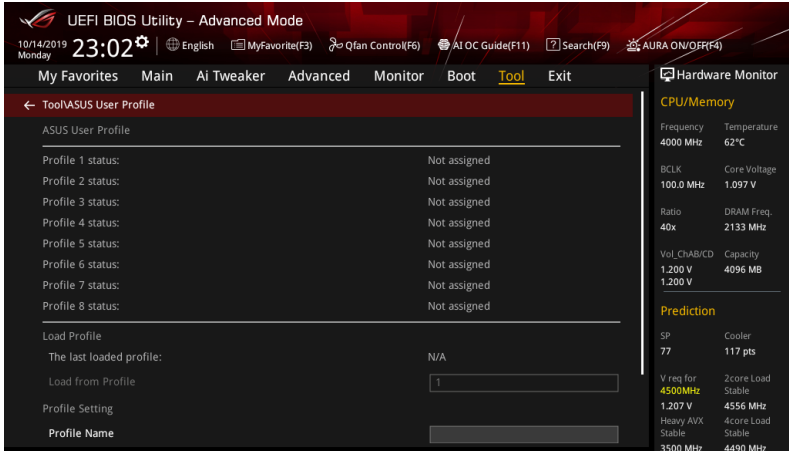 UEFI BIOS Utility – Advanced Mode
10/14/2019 Monday 23:02 English MyFavorite(F3) Qfan Control(F6) AI OC Guide(F11) Search(F9) AURA ON/OFF(F4)
My Favorites Main Ai Tweaker Advanced Monitor Boot Tool Exit
← Tool\ASUS User Profile
ASUS User Profile
Profile 1 status: Not assigned
Profile 2 status: Not assigned
Profile 3 status: Not assigned
Profile 4 status: Not assigned
Profile 5 status: Not assigned
Profile 6 status: Not assigned
Profile 7 status: Not assigned
Profile 8 status: Not assigned
Load Profile
The last loaded profile: N/A
Load from Profile 1
Profile Setting
Profile Name
Hardware Monitor
CPU/Memory
Frequency Temperature
4000 MHz 62°C
BCLK Core Voltage
100.0 MHz 1.097 V
Ratio DRAM Freq.
40x 2133 MHz
Vol_ChAB/CD Capacity
1.200 V 4096 MB
1.200 V
Prediction
SP Cooler
77 117 pts
V req for 2core Load
4500MHz Stable
1.207 V 4556 MHz
Heavy AVX 4core Load
Stable Stable
3500 MHz 4490 MHz